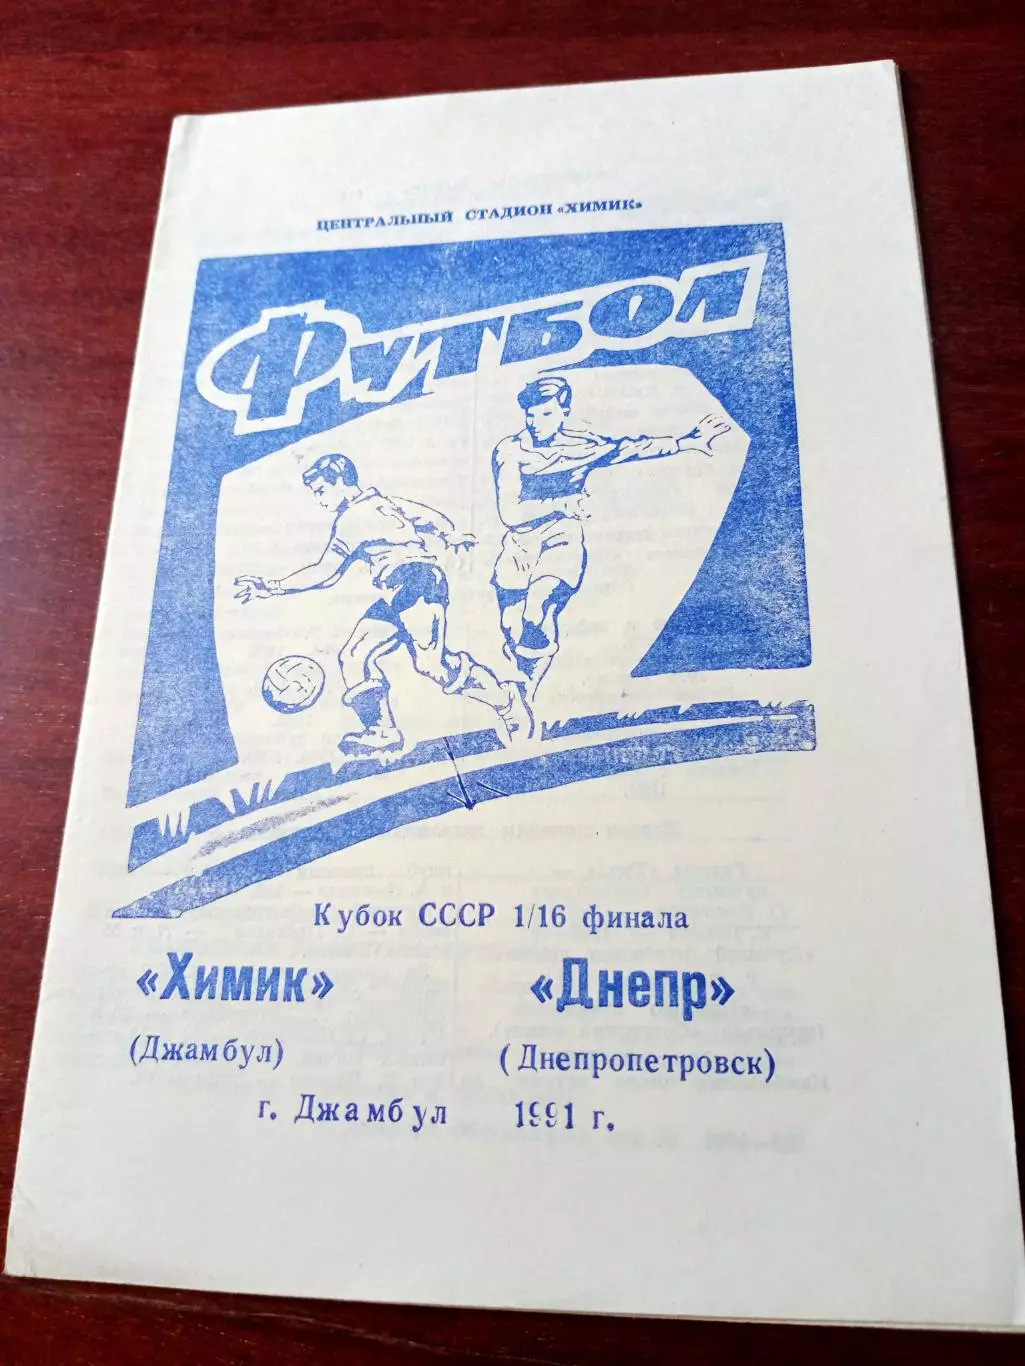 ЦЕНТРАЛЬНЫЙ СТАДИОН «ХИМИК»
ФУТБОЛ
Кубок СССР 1/16 финала
«Химик» «Днепр»
(Джамбул) (Днепропетровск)
г. Джамбул 1991 г.